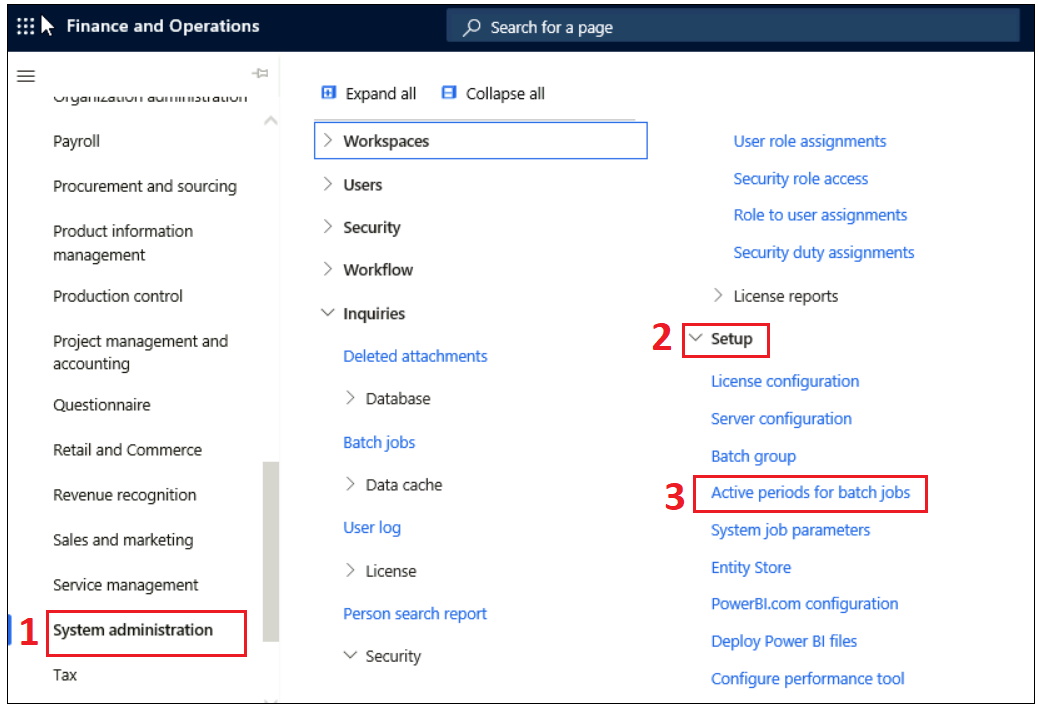 Finance and Operations
Search for a page
Organization administration
Payroll
Procurement and sourcing
Product information
management
Production control
Project management and
accounting
Questionnaire
Retail and Commerce
Revenue recognition
Sales and marketing
Service management
1
System administration
Tax
Expand all
Collapse all
Workspaces
Users
Security
Workflow
Inquiries
Deleted attachments
Database
Batch jobs
Data cache
User log
License
Person search report
Security
User role assignments
Security role access
Role to user assignments
Security duty assignments
License reports
2
Setup
License configuration
Server configuration
Batch group
3
Active periods for batch jobs
System job parameters
Entity Store
PowerBI.com configuration
Deploy Power BI files
Configure performance tool